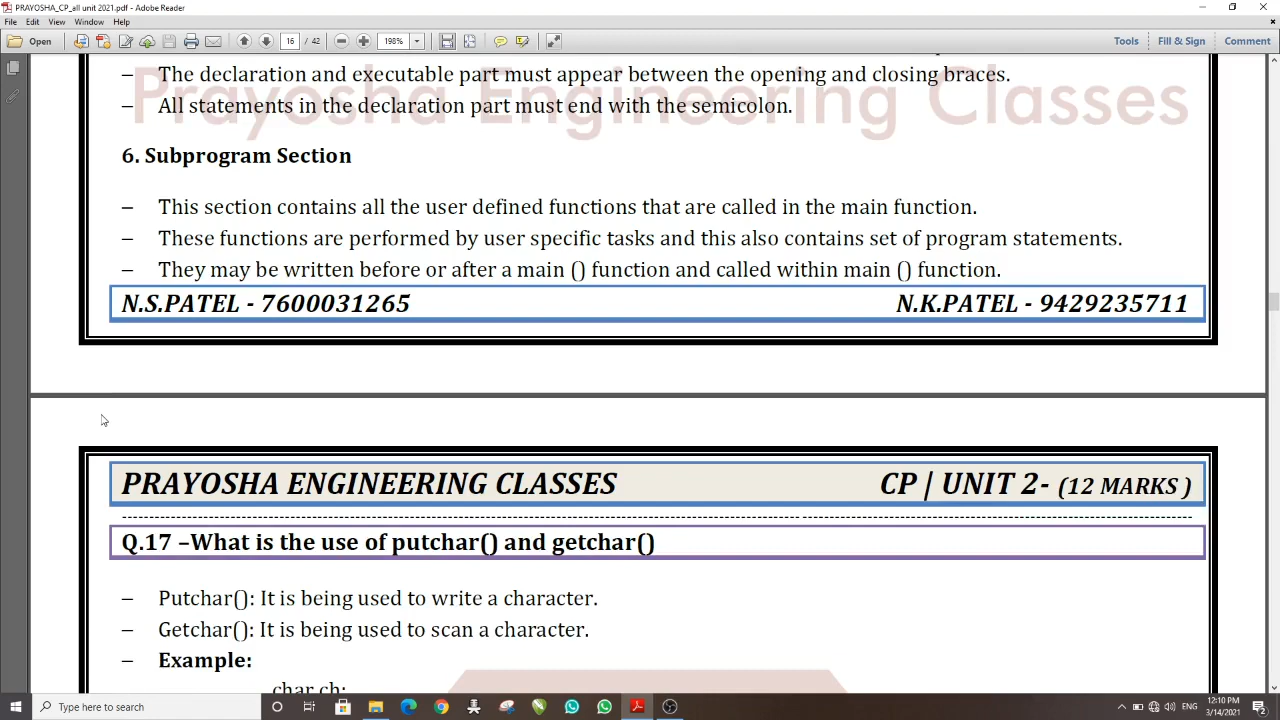 PRAYOSHA_CP_all unit 2021.pdf - Adobe Reader
File Edit View Window Help
Open 16 / 42 198% Tools Fill & Sign Comment
– The declaration and executable part must appear between the opening and closing braces.
Prayosha Engineering Classes
– All statements in the declaration part must end with the semicolon.
6. Subprogram Section
– This section contains all the user defined functions that are called in the main function.
– These functions are performed by user specific tasks and this also contains set of program statements.
– They may be written before or after a main () function and called within main () function.
N.S.PATEL - 7600031265 N.K.PATEL - 9429235711
PRAYOSHA ENGINEERING CLASSES CP | UNIT 2- (12 MARKS )
Q.17 –What is the use of putchar() and getchar()
– Putchar(): It is being used to write a character.
– Getchar(): It is being used to scan a character.
– Example:
char ch;
Type here to search ENG 12:10 PM
3/14/2021 2